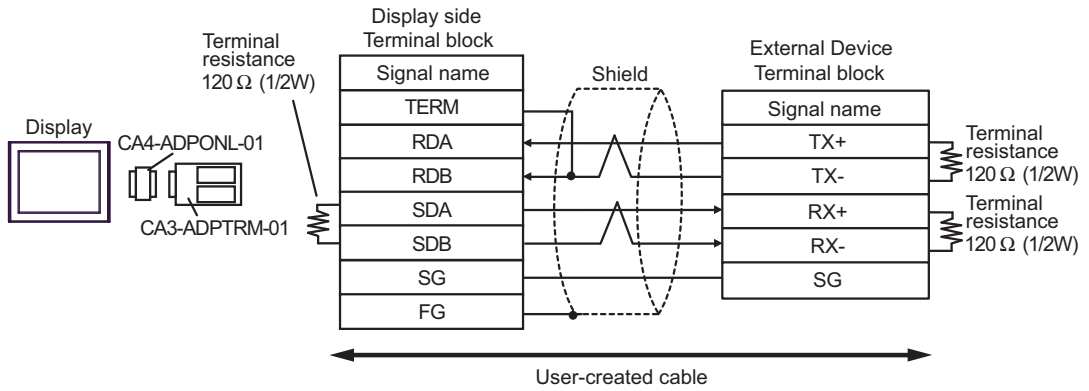 Display side
Terminal block
Terminal
resistance
120 Ω (1/2W)
External Device
Terminal block
Signal name
Shield
TERM
Signal name
Display
CA4-ADPONL-01
CA3-ADPTRM-01
RDA
TX+
RDB
TX-
Terminal
resistance
120 Ω (1/2W)
SDA
RX+
SDB
RX-
Terminal
resistance
120 Ω (1/2W)
SG
SG
FG
User-created cable